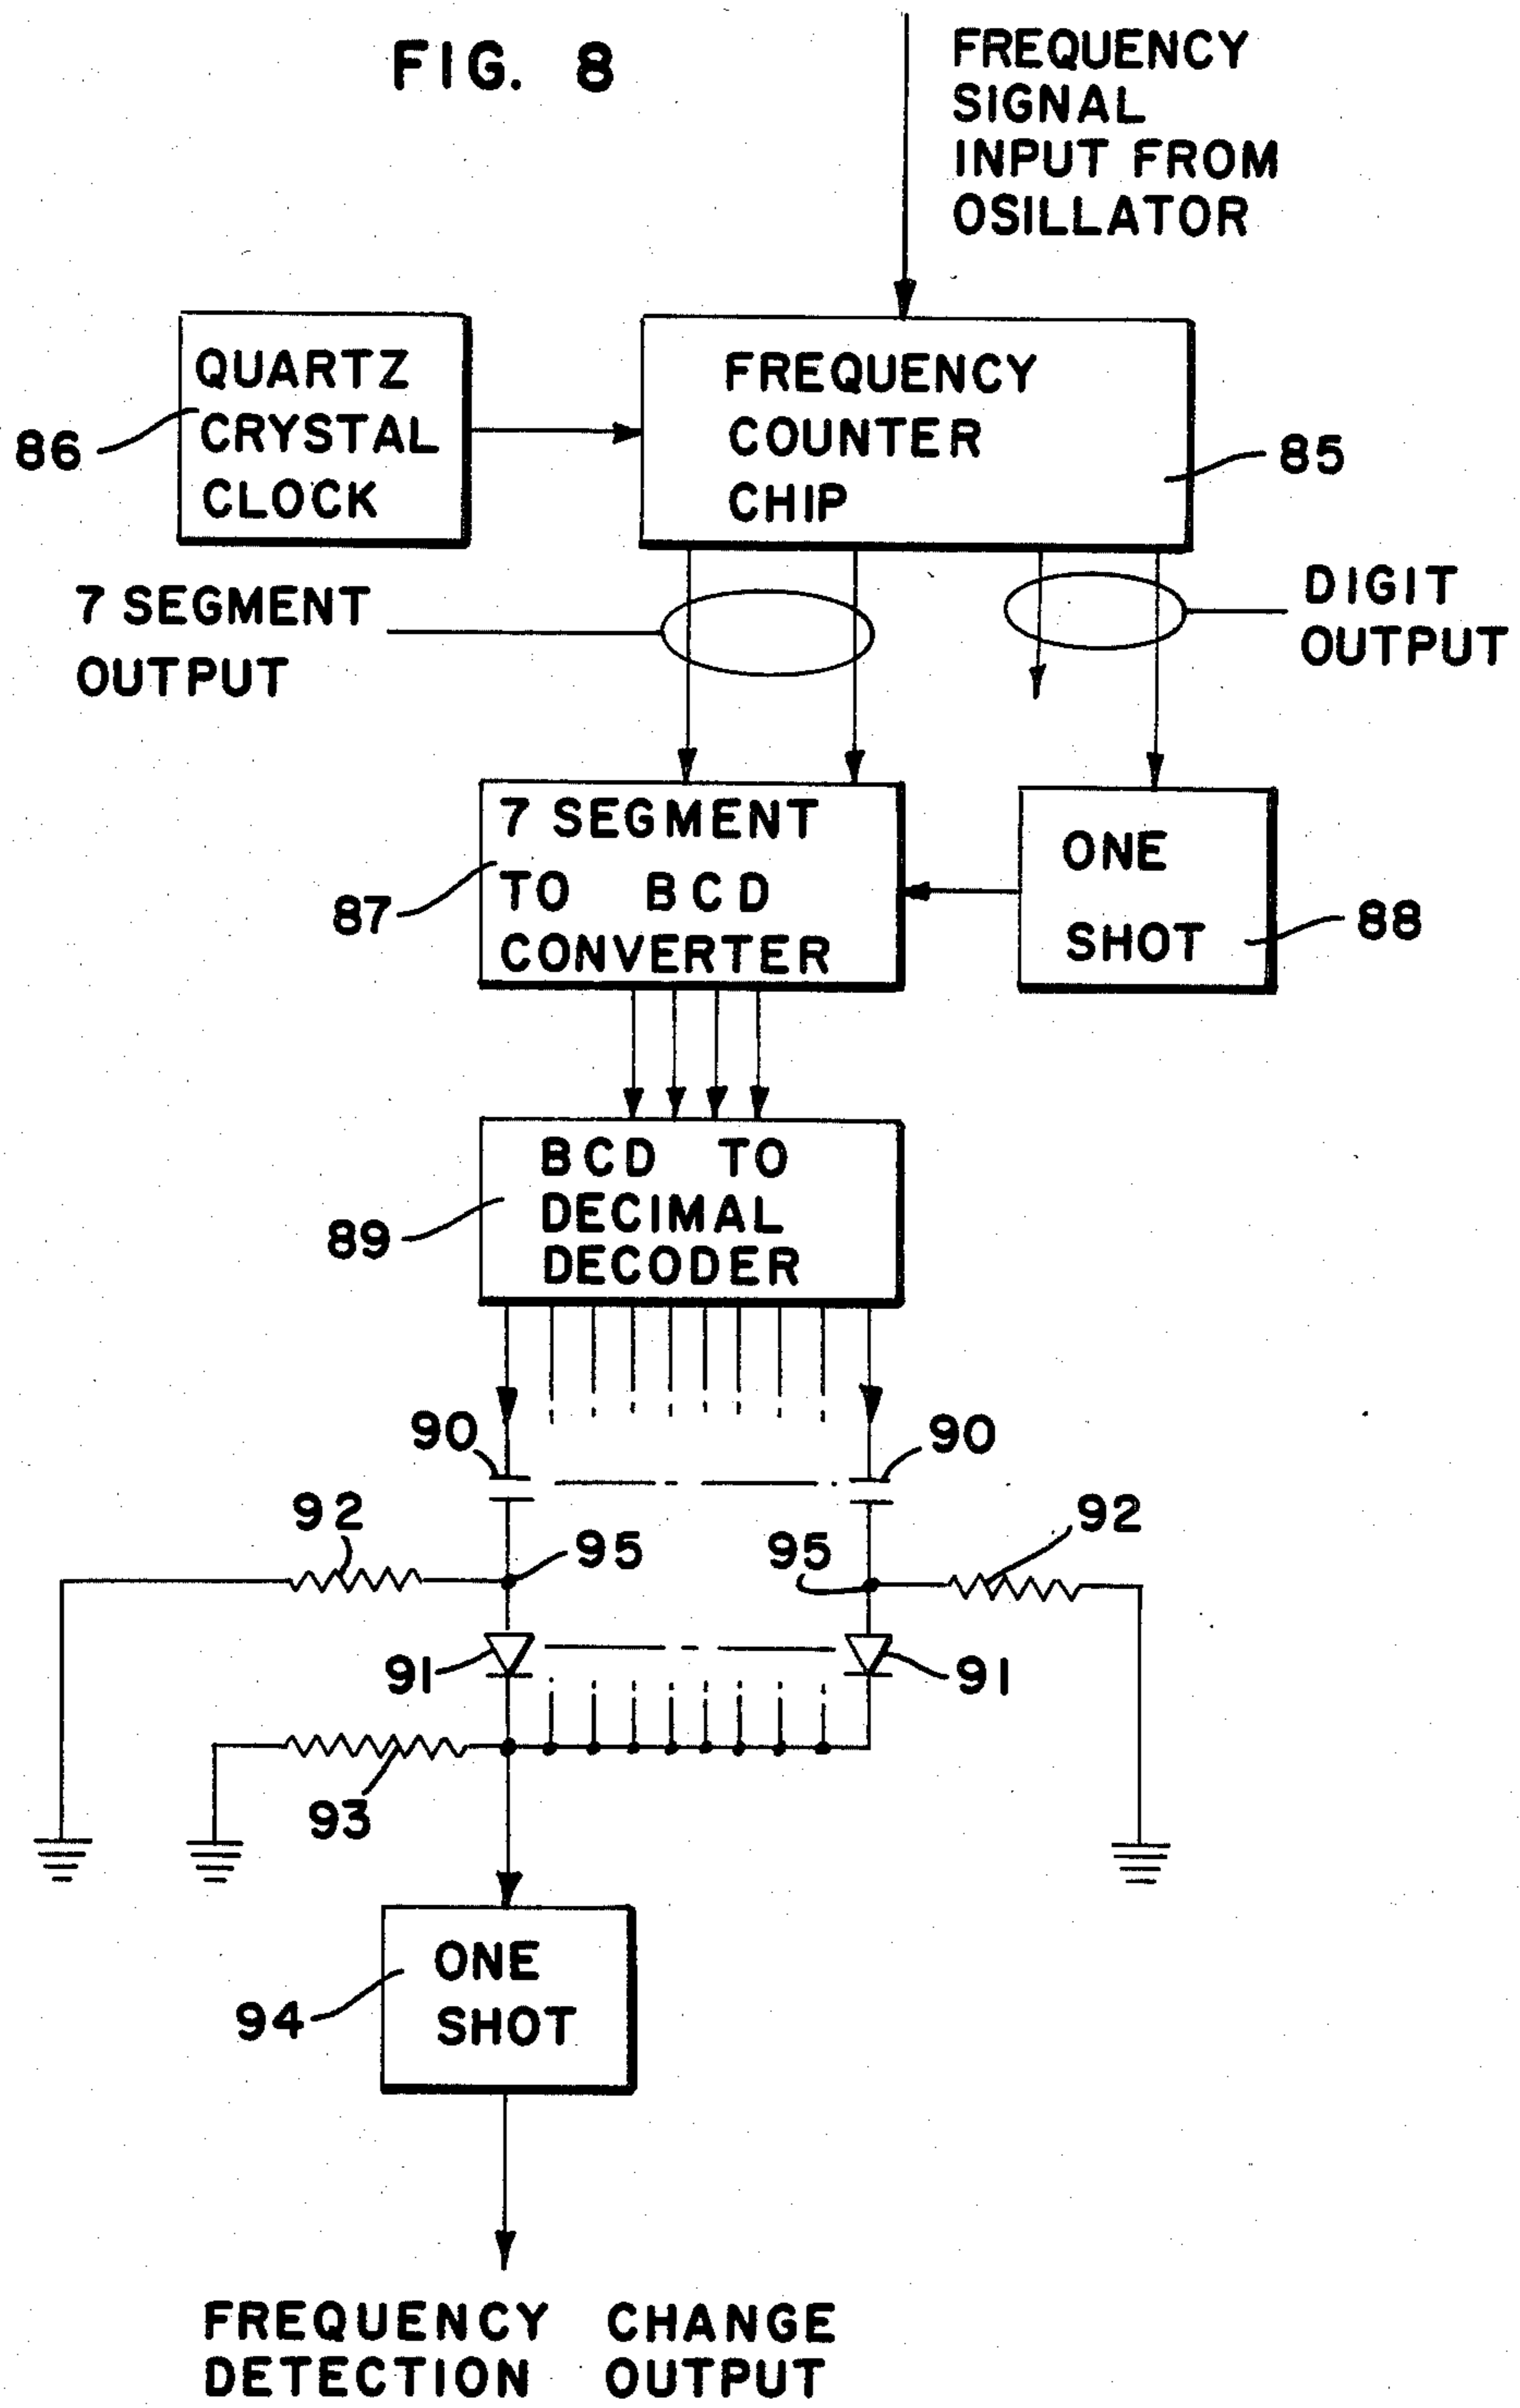 FIG. 8
FREQUENCY
SIGNAL
INPUT FROM
OSILLATOR
QUARTZ
CRYSTAL
CLOCK
86
FREQUENCY
COUNTER
CHIP
85
7 SEGMENT
OUTPUT
DIGIT
OUTPUT
7 SEGMENT
TO BCD
CONVERTER
87
ONE
SHOT
88
BCD TO
DECIMAL
DECODER
89
90
90
92
95
95
92
91
91
93
ONE
SHOT
94
FREQUENCY CHANGE
DETECTION OUTPUT